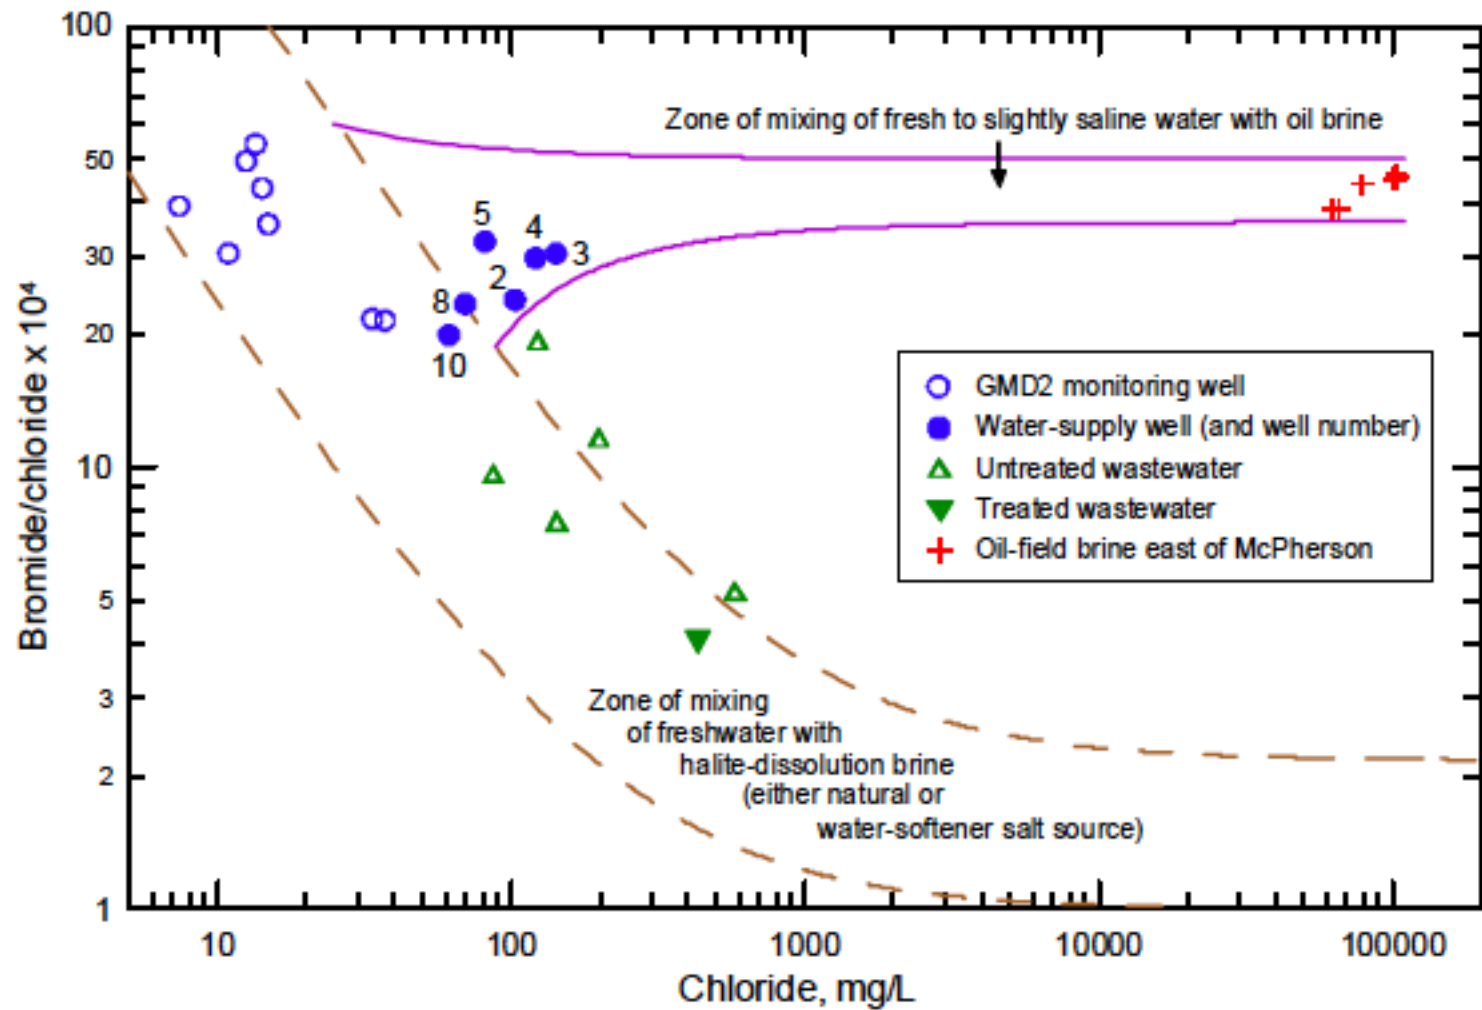 100
50
30
20
10
5
3
2
1
Bromide/chloride x 10⁴
Zone of mixing of fresh to slightly saline water with oil brine
5
4
3
2
8
10
GMD2 monitoring well
Water-supply well (and well number)
Untreated wastewater
Treated wastewater
Oil-field brine east of McPherson
Zone of mixing
of freshwater with
halite-dissolution brine
(either natural or
water-softener salt source)
10
100
1000
10000
100000
Chloride, mg/L